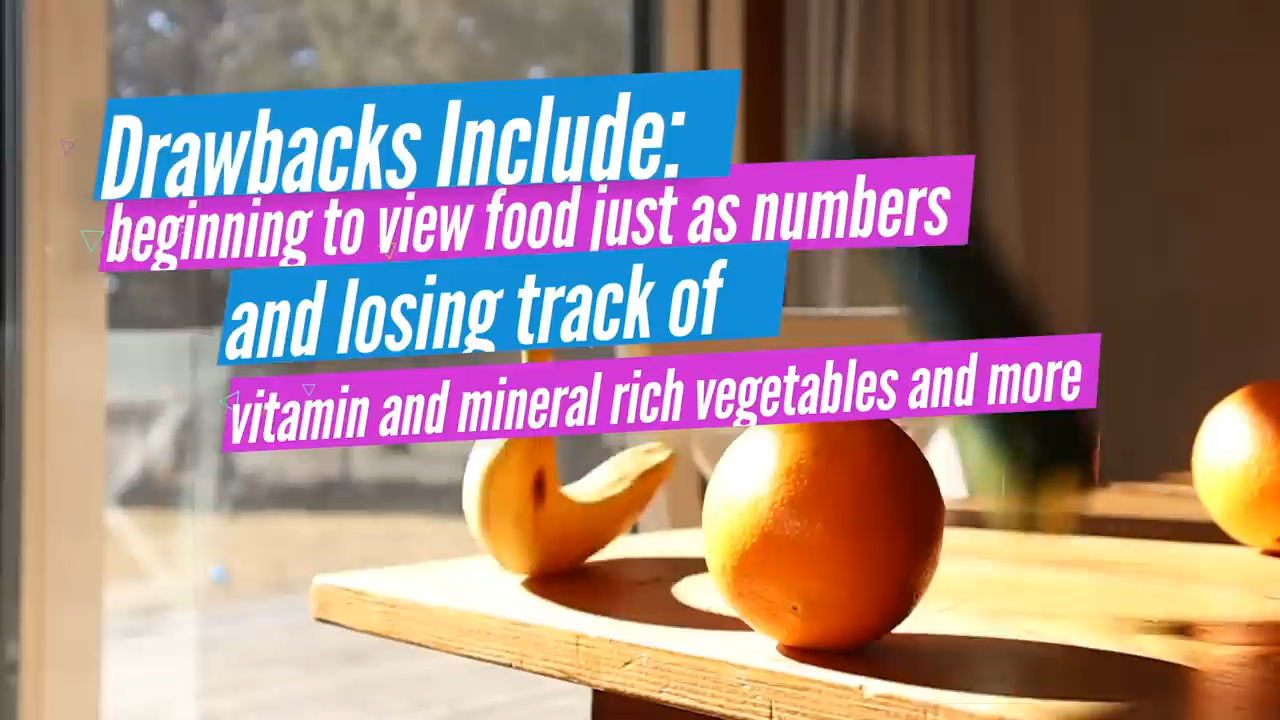 Drawbacks Include:
beginning to view food just as numbers
and losing track of
vitamin and mineral rich vegetables and more